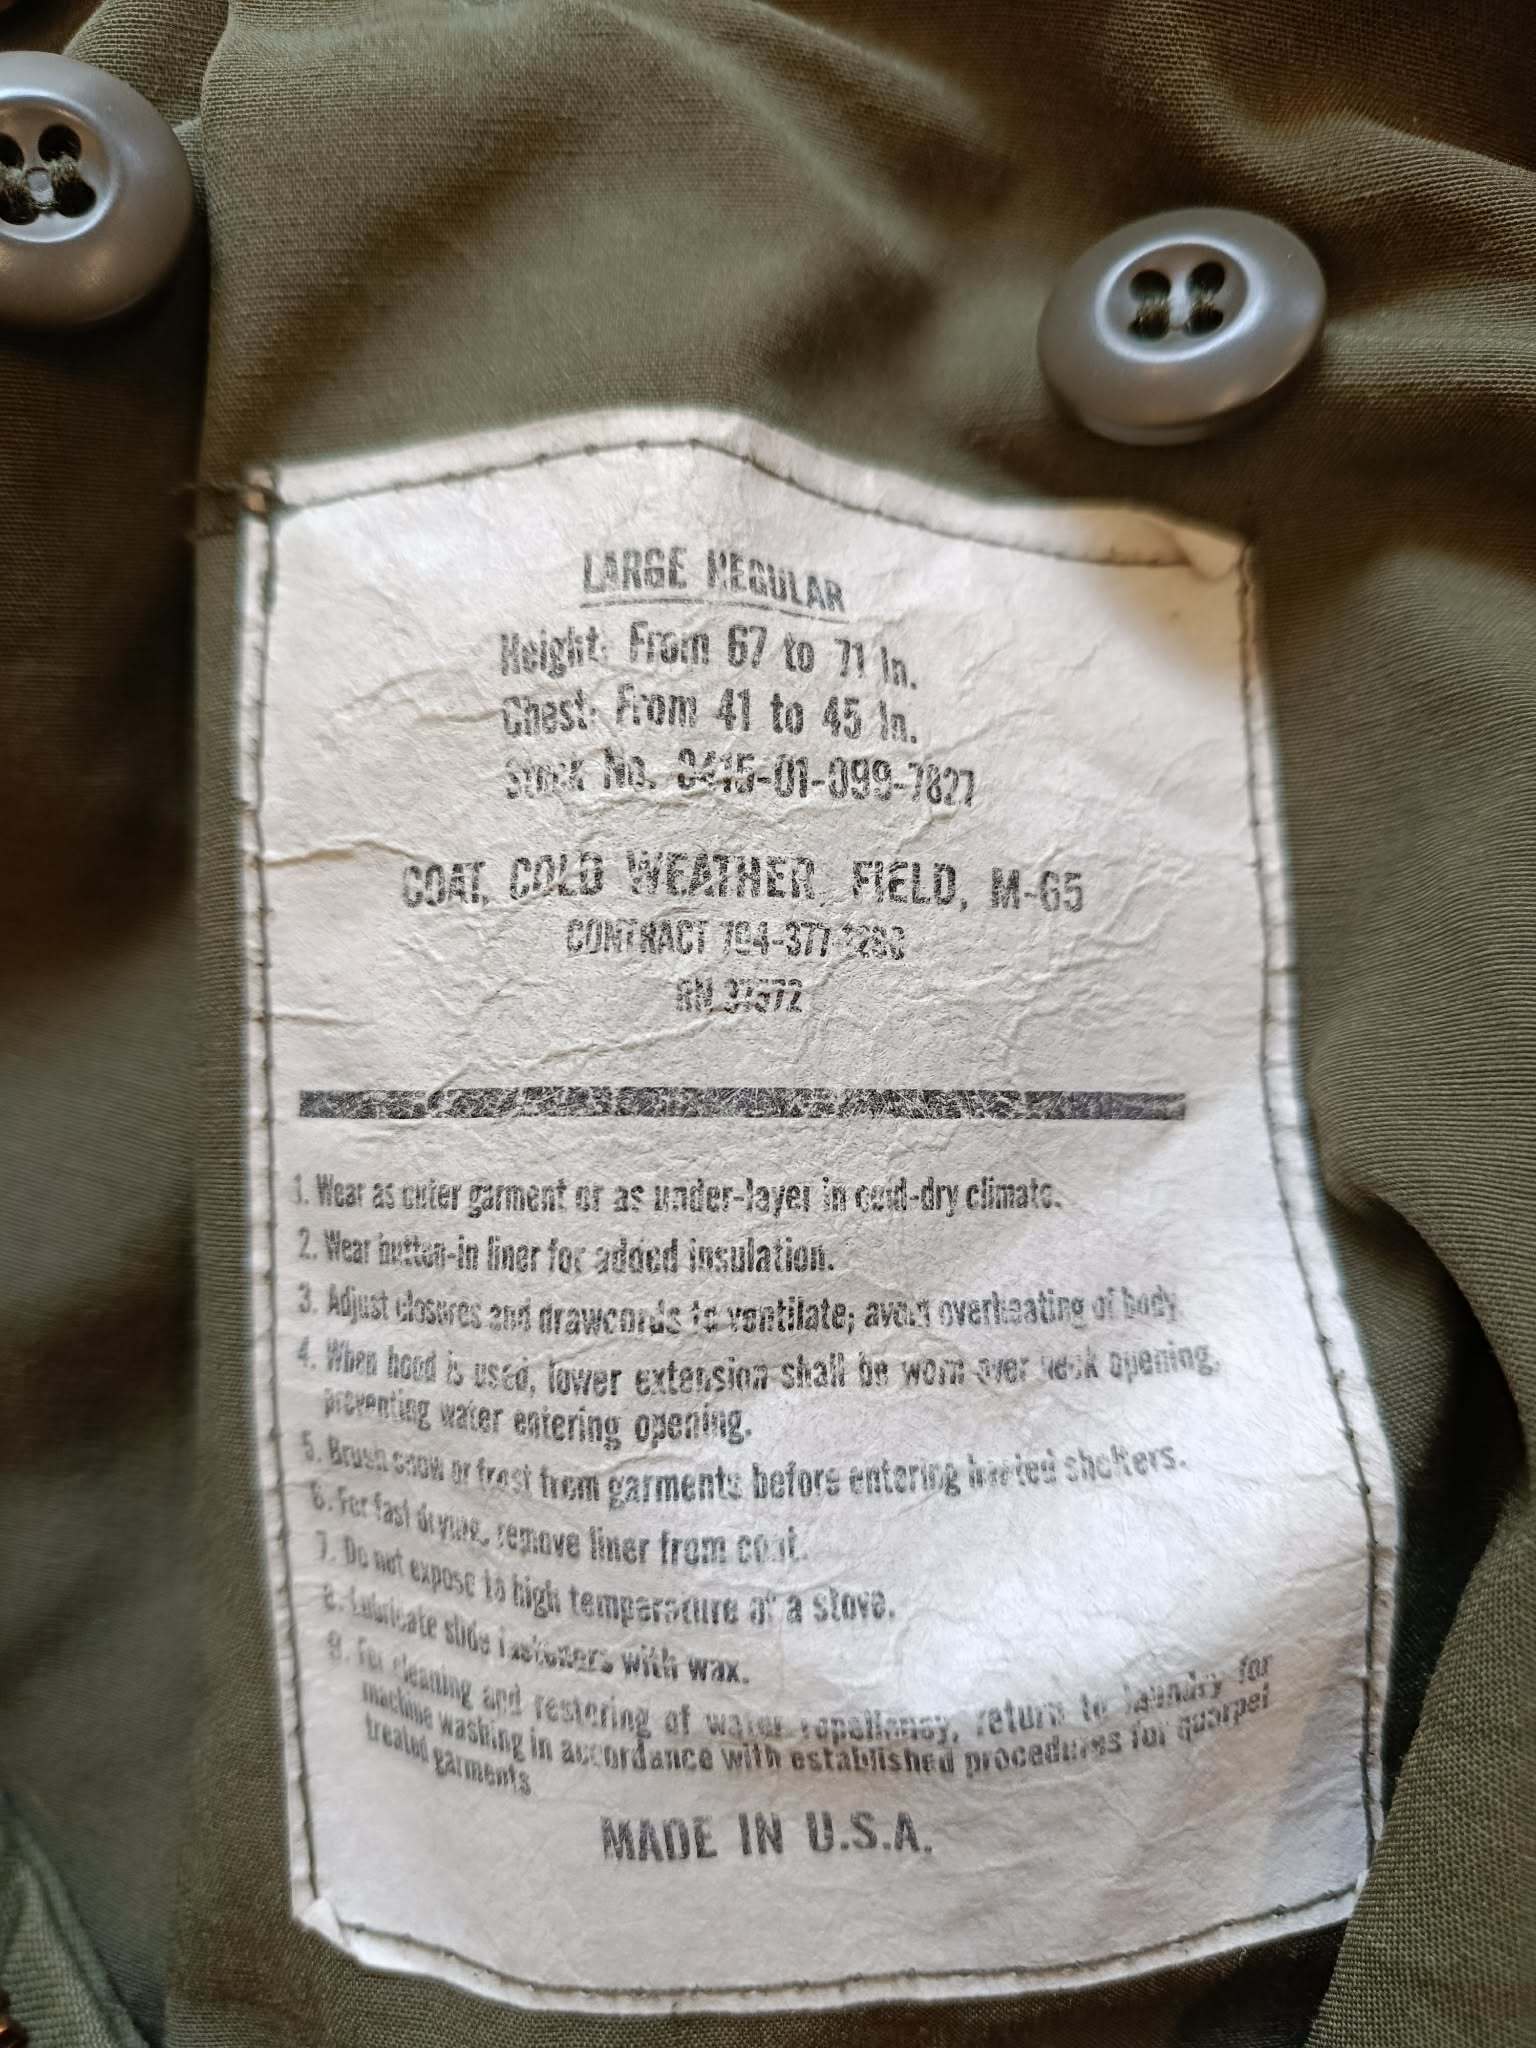 LARGE REGULAR
Height: From 67 to 71 In.
Chest: From 41 to 45 In.
Stock No. 8415-01-099-7827
COAT, COLD WEATHER, FIELD, M-65
CONTRACT
RN
1. Wear as outer garment or as under-layer in cold-dry climate.
2. Wear button-in liner for added insulation.
3. Adjust closures and drawcords to ventilate; avoid overheating of body.
4. When hood is used, lower extension shall be worn over neck opening,
preventing water entering opening.
5. Brush snow or frost from garments before entering heated shelters.
6. For fast drying, remove liner from coat.
7. Do not expose to high temperature of a stove.
8. Lubricate slide fasteners with wax.
9. For cleaning and restoring of water repellency, return to laundry for
machine washing in accordance with established procedures for quarpel
treated garments
MADE IN U.S.A.